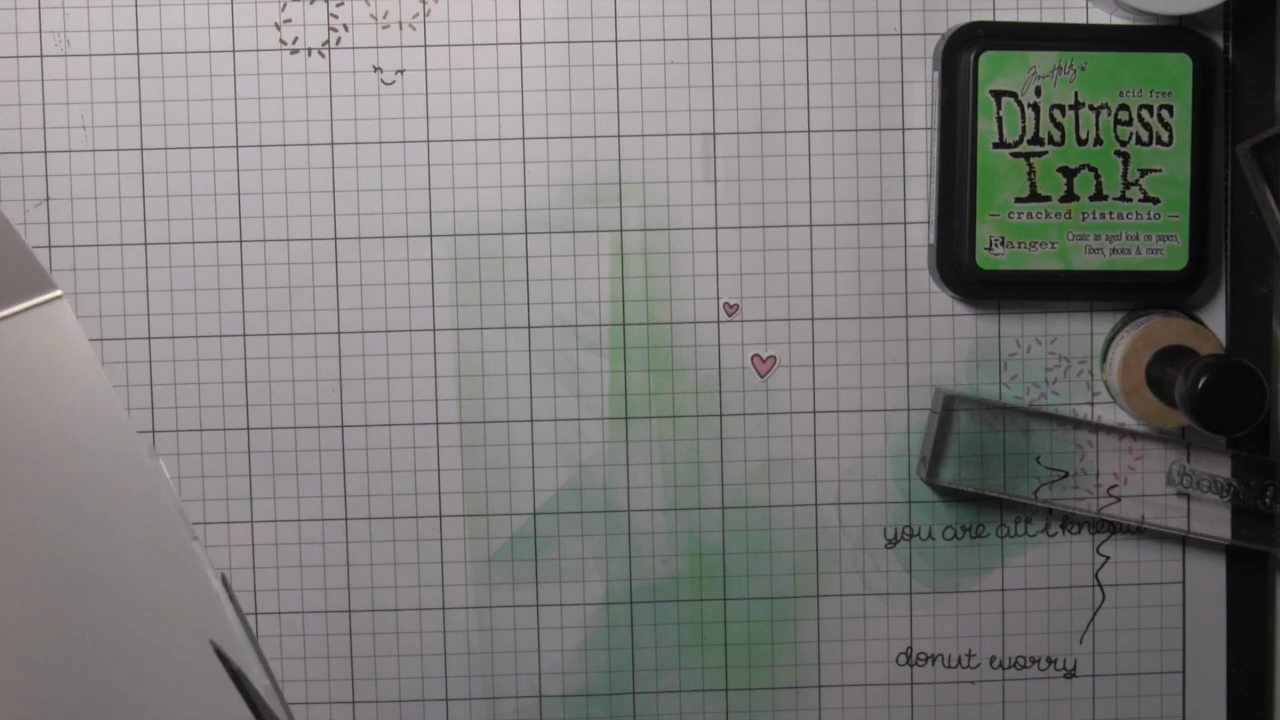 Tim Holtz
acid free
Distress
Ink
— cracked pistachio —
Ranger
Create an aged look on papers,
fibers, photos & more
you are all i knead
donut worry